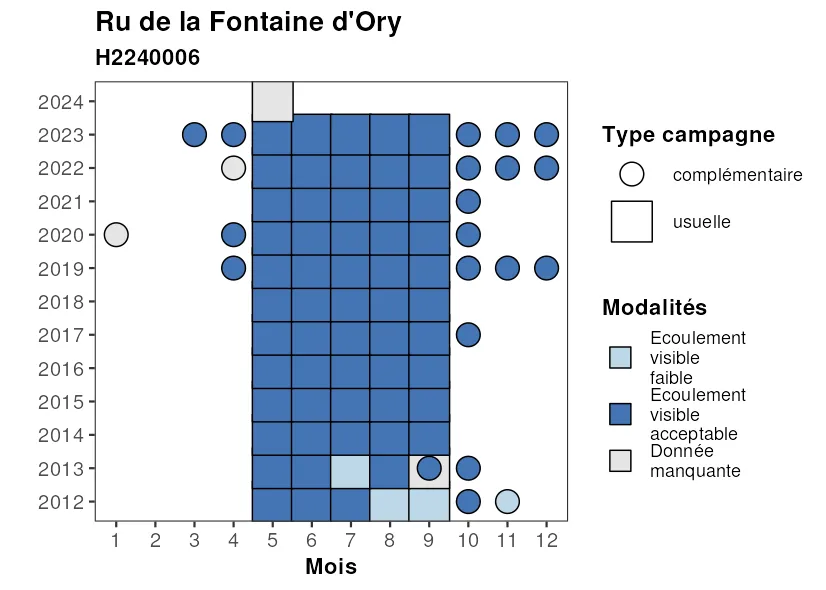 Ru de la Fontaine d'Ory
H2240006
2024
2023
2022
2021
2020
2019
2018
2017
2016
2015
2014
2013
2012
1 2 3 4 5 6 7 8 9 10 11 12
Mois
Type campagne
complémentaire
usuelle
Modalités
Ecoulement
visible
faible
Ecoulement
visible
acceptable
Donnée
manquante